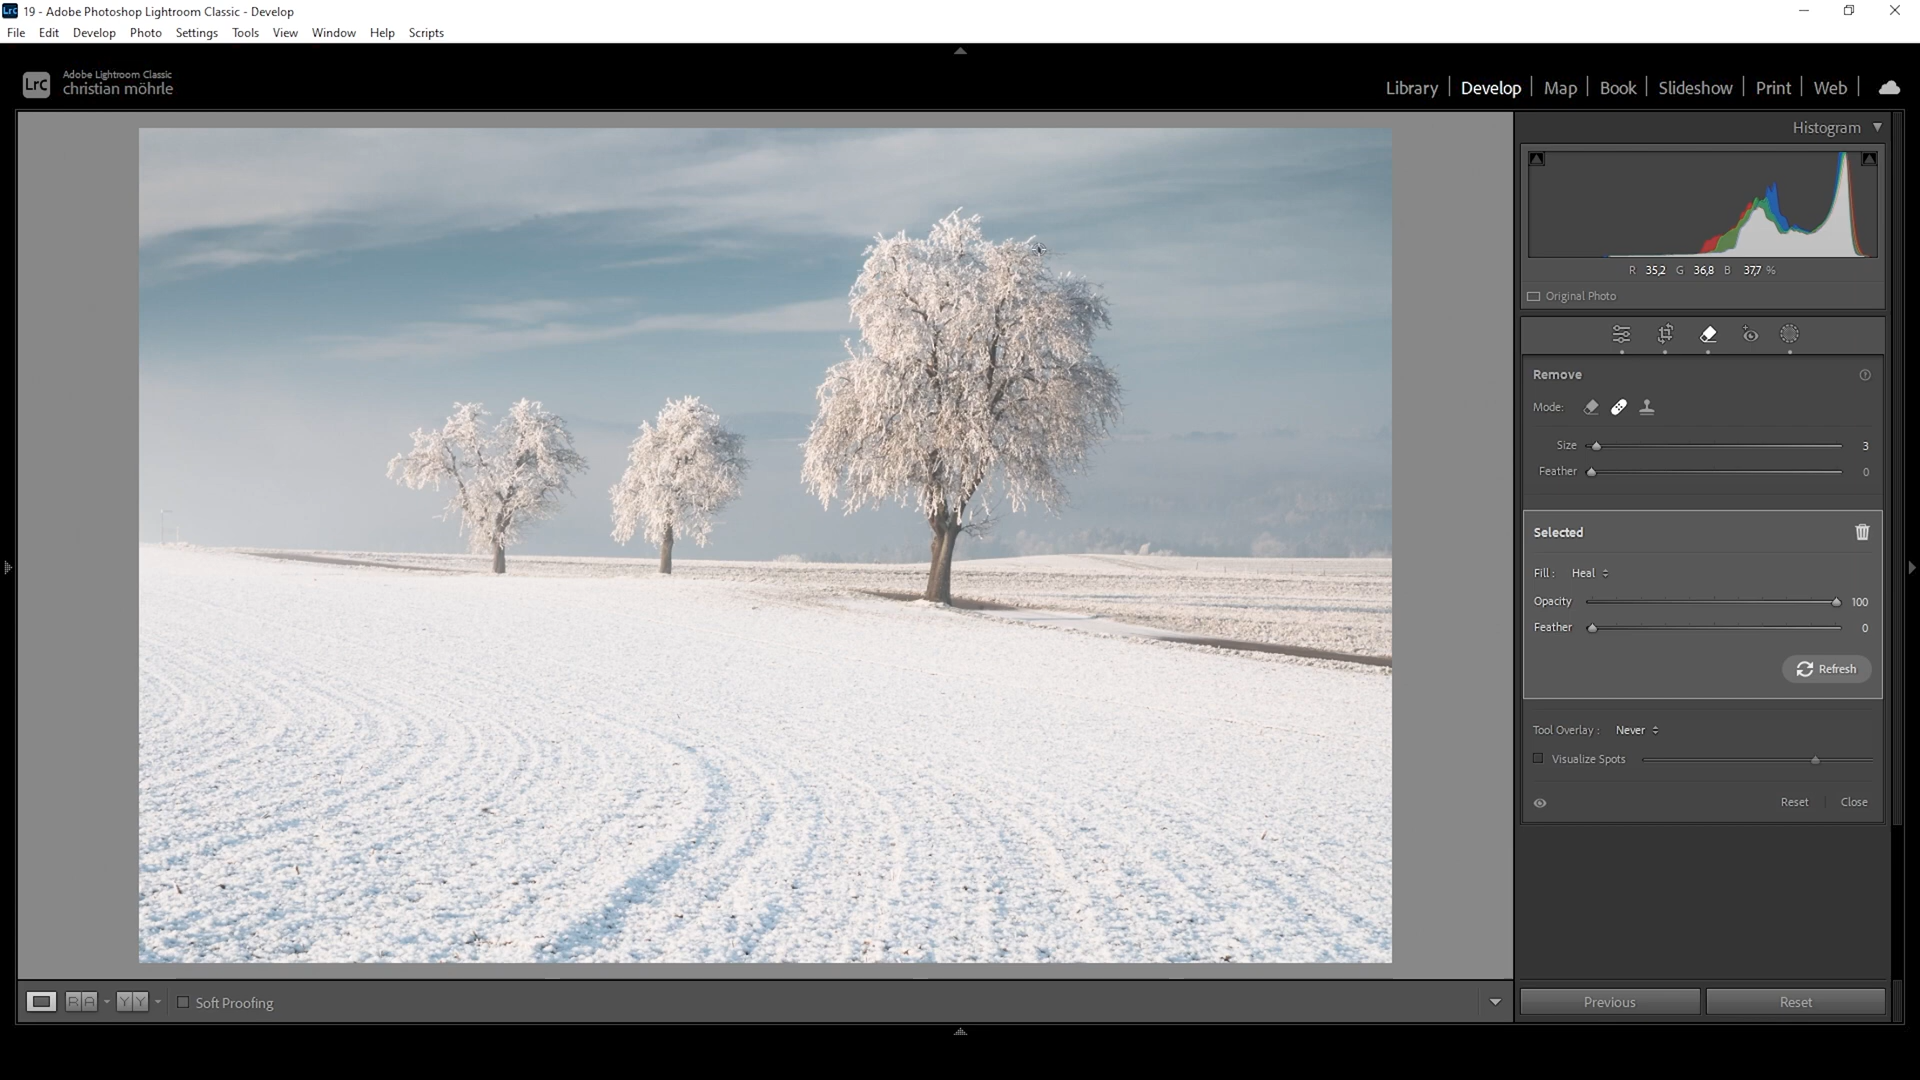 Lrc 19 - Adobe Photoshop Lightroom Classic - Develop
File Edit Develop Photo Settings Tools View Window Help Scripts
Lrc Adobe Lightroom Classic
christian möhrle
Library Develop Map Book Slideshow Print Web
Histogram
R 35,2 G 36,8 B 37,7 %
Original Photo
Remove
Mode:
Size 3
Feather 0
Selected
Fill : Heal
Opacity 100
Feather 0
Refresh
Tool Overlay : Never
Visualize Spots
Reset Close
R A Y Y Soft Proofing
Previous Reset